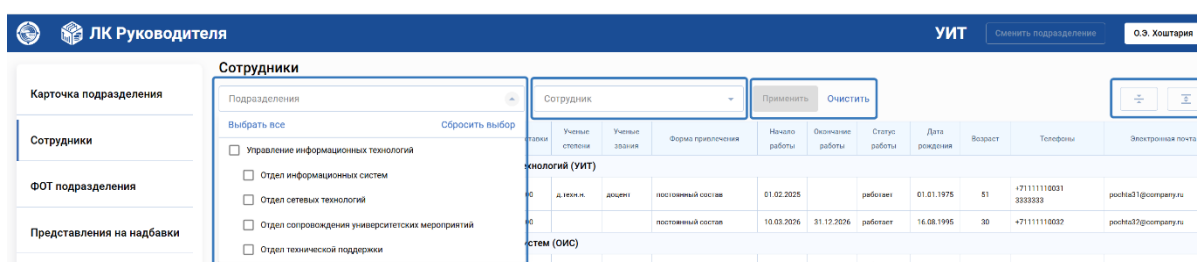 ЛК Руководителя
УИТ
Сменить подразделение
О.Э. Хоштария
Карточка подразделения
Сотрудники
ФОТ подразделения
Представления на надбавки
Сотрудники
Подразделения
Сотрудник
Применить
Очистить
Выбрать все
Сбросить выбор
Управление информационных технологий
Отдел информационных систем
Отдел сетевых технологий
Отдел сопровождения университетских мероприятий
Отдел технической поддержки
Ученые степени
Ученые звания
Форма привлечения
Начало работы
Окончание работы
Статус работы
Дата рождения
Возраст
Телефоны
Электронная почта
(УИТ)
д.техн.н.
доцент
постоянный состав
01.02.2025
работает
01.01.1975
51
+71111110031
3333333
pochta31@company.ru
постоянный состав
10.03.2026
31.12.2026
работает
16.08.1995
30
+71111110032
pochta32@company.ru
(ОИС)